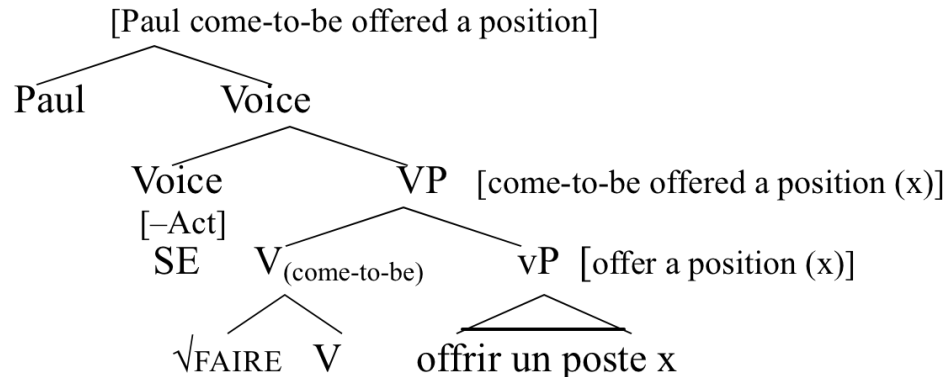 [Paul come-to-be offered a position]
Paul Voice
Voice VP [come-to-be offered a position (x)]
[–Act]
SE V(come-to-be) vP [offer a position (x)]
√FAIRE V offrir un poste x